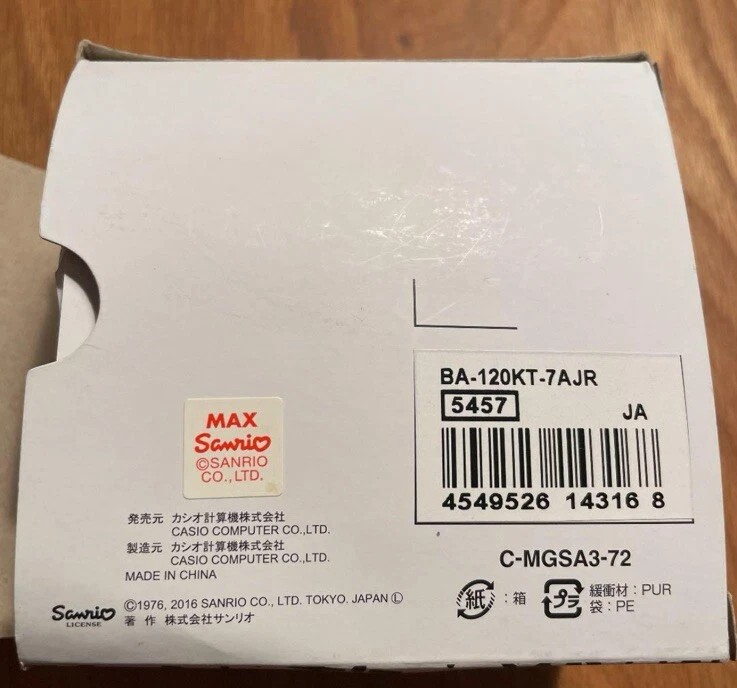 BA-120KT-7AJR
5457
JA
4549526 14316 8
MAX
Sanrio
©SANRIO
CO.,LTD.
発売元 カシオ計算機株式会社
CASIO COMPUTER CO.,LTD.
製造元 カシオ計算機株式会社
CASIO COMPUTER CO.,LTD.
MADE IN CHINA
C-MGSA3-72
紙：箱
プラ
緩衝材：PUR
袋：PE
Sanrio
LICENSE
©1976, 2016 SANRIO CO., LTD. TOKYO. JAPAN Ⓛ
著 作 株式会社サンリオ